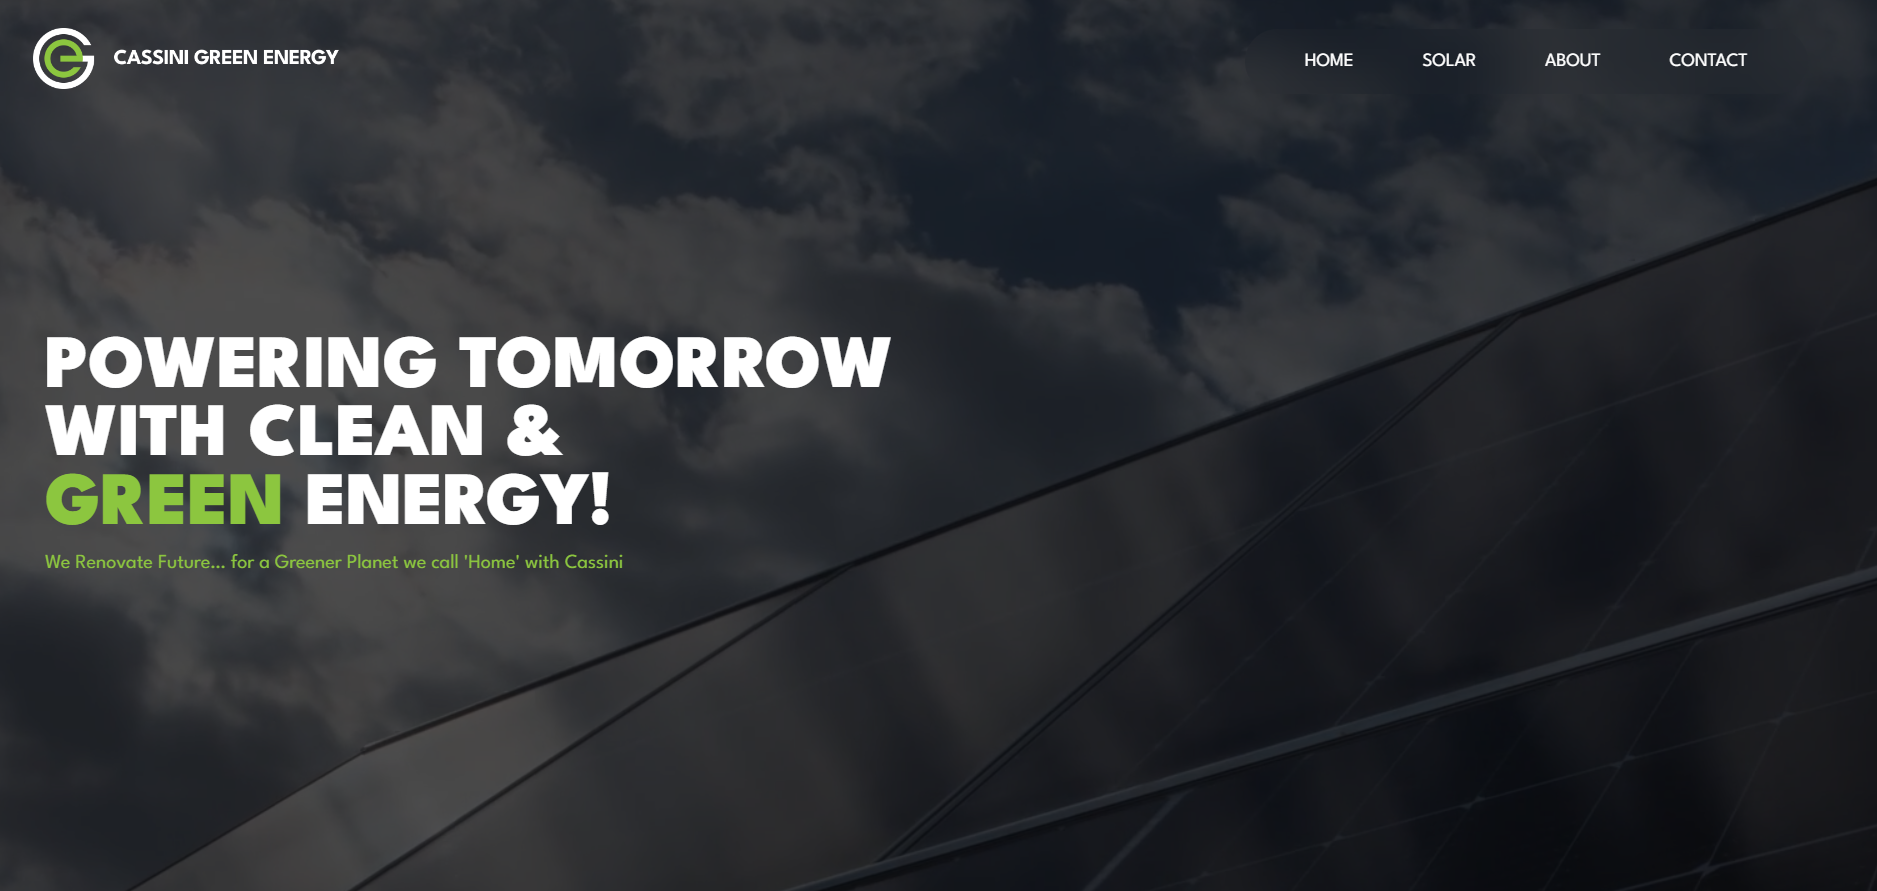 CASSINI GREEN ENERGY
HOME SOLAR ABOUT CONTACT
POWERING TOMORROW
WITH CLEAN &
GREEN ENERGY!
We Renovate Future... for a Greener Planet we call 'Home' with Cassini